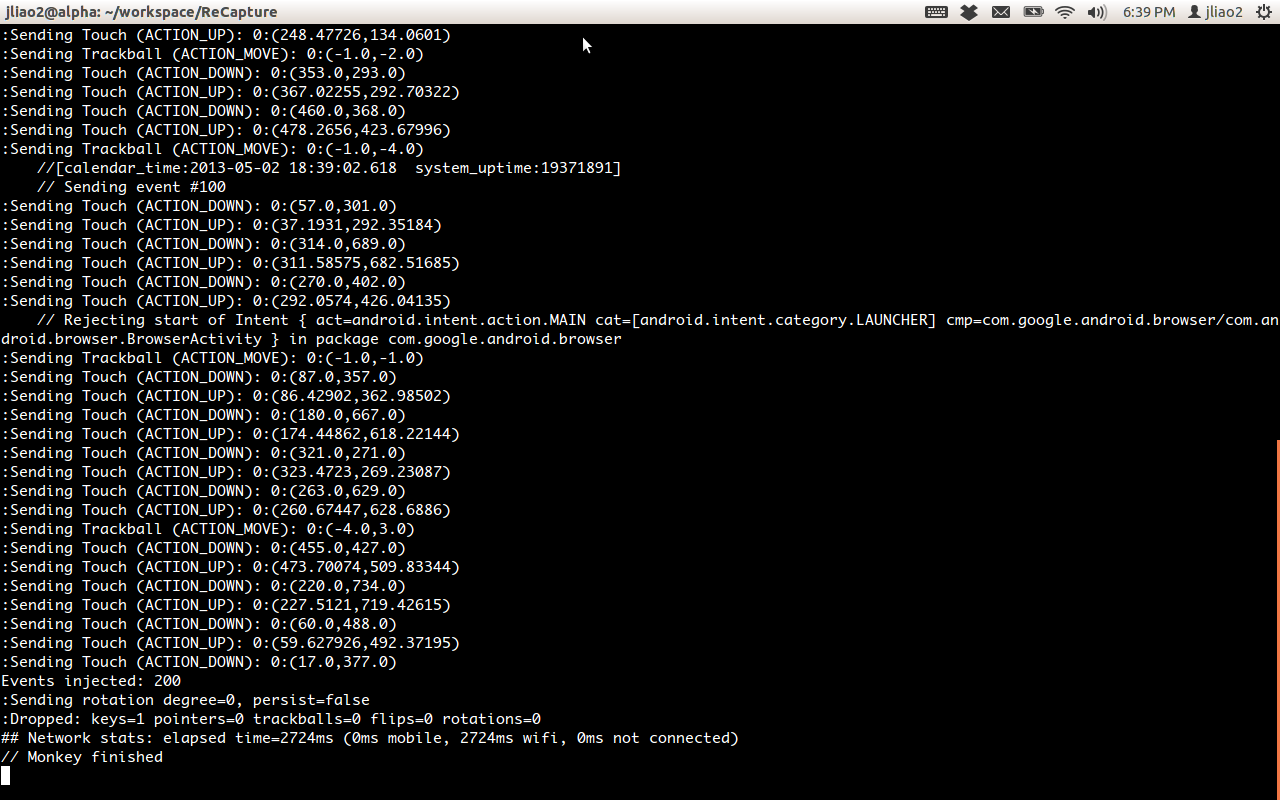 jliao2@alpha: ~/workspace/ReCapture 6:39 PM jliao2
:Sending Touch (ACTION_UP): 0:(248.47726,134.0601)
:Sending Trackball (ACTION_MOVE): 0:(-1.0,-2.0)
:Sending Touch (ACTION_DOWN): 0:(353.0,293.0)
:Sending Touch (ACTION_UP): 0:(367.02255,292.70322)
:Sending Touch (ACTION_DOWN): 0:(460.0,368.0)
:Sending Touch (ACTION_UP): 0:(478.2656,423.67996)
:Sending Trackball (ACTION_MOVE): 0:(-1.0,-4.0)
    //[calendar_time:2013-05-02 18:39:02.618  system_uptime:19371891]
    // Sending event #100
:Sending Touch (ACTION_DOWN): 0:(57.0,301.0)
:Sending Touch (ACTION_UP): 0:(37.1931,292.35184)
:Sending Touch (ACTION_DOWN): 0:(314.0,689.0)
:Sending Touch (ACTION_UP): 0:(311.58575,682.51685)
:Sending Touch (ACTION_DOWN): 0:(270.0,402.0)
:Sending Touch (ACTION_UP): 0:(292.0574,426.04135)
    // Rejecting start of Intent { act=android.intent.action.MAIN cat=[android.intent.category.LAUNCHER] cmp=com.google.android.browser/com.an
droid.browser.BrowserActivity } in package com.google.android.browser
:Sending Trackball (ACTION_MOVE): 0:(-1.0,-1.0)
:Sending Touch (ACTION_DOWN): 0:(87.0,357.0)
:Sending Touch (ACTION_UP): 0:(86.42902,362.98502)
:Sending Touch (ACTION_DOWN): 0:(180.0,667.0)
:Sending Touch (ACTION_UP): 0:(174.44862,618.22144)
:Sending Touch (ACTION_DOWN): 0:(321.0,271.0)
:Sending Touch (ACTION_UP): 0:(323.4723,269.23087)
:Sending Touch (ACTION_DOWN): 0:(263.0,629.0)
:Sending Touch (ACTION_UP): 0:(260.67447,628.6886)
:Sending Trackball (ACTION_MOVE): 0:(-4.0,3.0)
:Sending Touch (ACTION_DOWN): 0:(455.0,427.0)
:Sending Touch (ACTION_UP): 0:(473.70074,509.83344)
:Sending Touch (ACTION_DOWN): 0:(220.0,734.0)
:Sending Touch (ACTION_UP): 0:(227.5121,719.42615)
:Sending Touch (ACTION_DOWN): 0:(60.0,488.0)
:Sending Touch (ACTION_UP): 0:(59.627926,492.37195)
:Sending Touch (ACTION_DOWN): 0:(17.0,377.0)
Events injected: 200
:Sending rotation degree=0, persist=false
:Dropped: keys=1 pointers=0 trackballs=0 flips=0 rotations=0
## Network stats: elapsed time=2724ms (0ms mobile, 2724ms wifi, 0ms not connected)
// Monkey finished